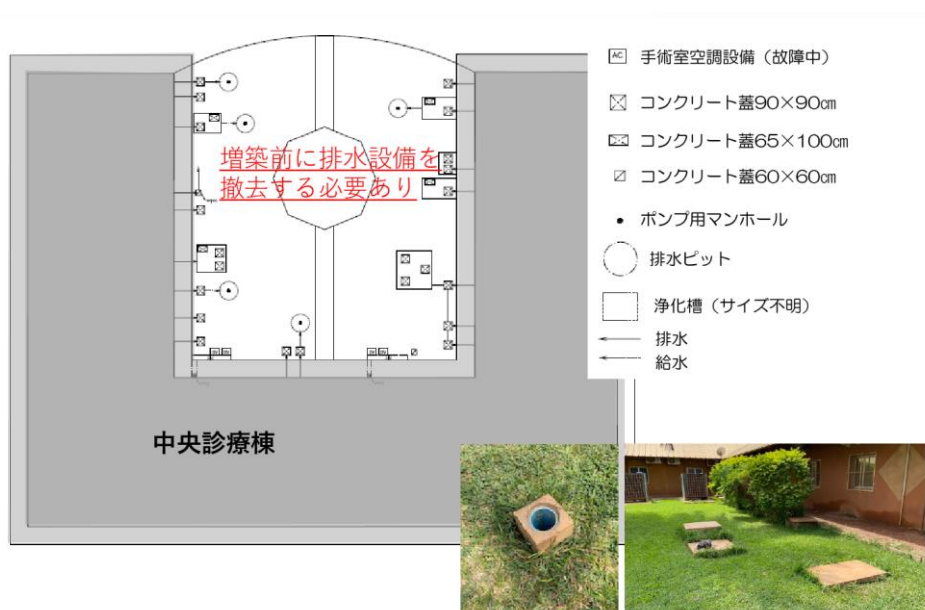 増築前に排水設備を
撤去する必要あり
中央診療棟
AC 手術室空調設備（故障中）
コンクリート蓋90×90㎝
コンクリート蓋65×100㎝
コンクリート蓋60×60㎝
ポンプ用マンホール
排水ピット
浄化槽（サイズ不明）
排水
給水